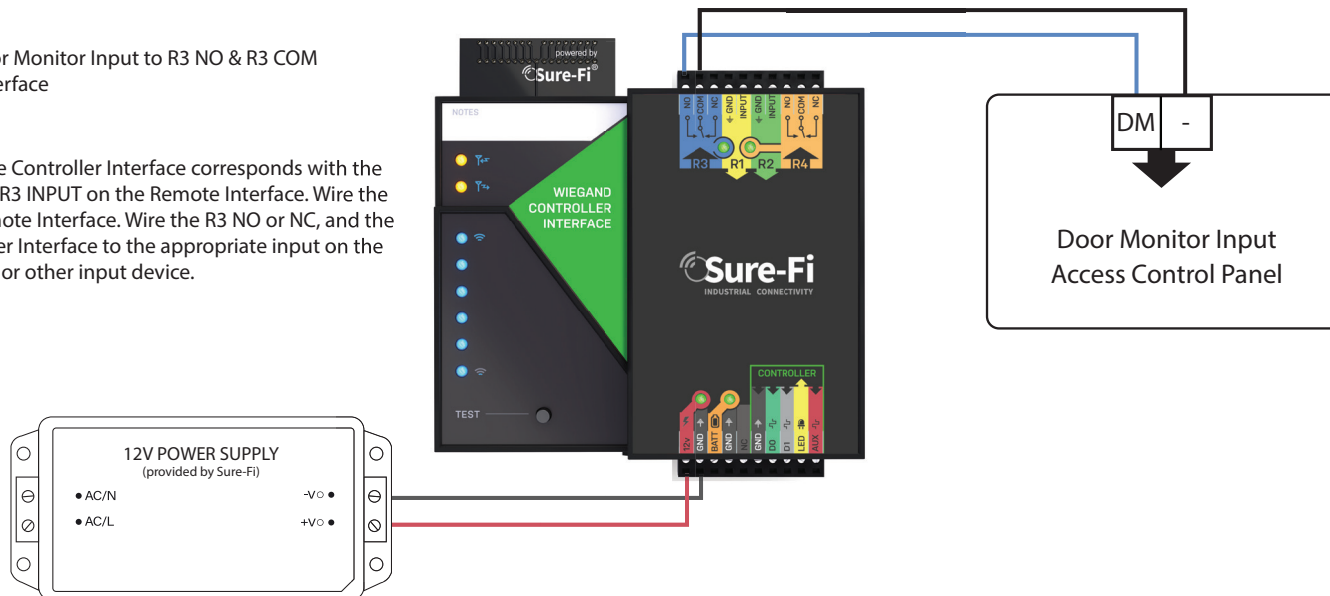 or Monitor Input to R3 NO & R3 COM
erface
e Controller Interface corresponds with the
R3 INPUT on the Remote Interface. Wire the
mote Interface. Wire the R3 NO or NC, and the
er Interface to the appropriate input on the
or other input device.
powered by
Sure-Fi®
NOTES
WIEGAND
CONTROLLER
INTERFACE
TEST
NO COM NC GND INPUT GND INPUT NO COM NC
R3 R1 R2 R4
Sure-Fi
INDUSTRIAL CONNECTIVITY
CONTROLLER
12v GND BATT GND NC GND D0 D1 LED AUX
DM -
Door Monitor Input
Access Control Panel
12V POWER SUPPLY
(provided by Sure-Fi)
AC/N -V
AC/L +V